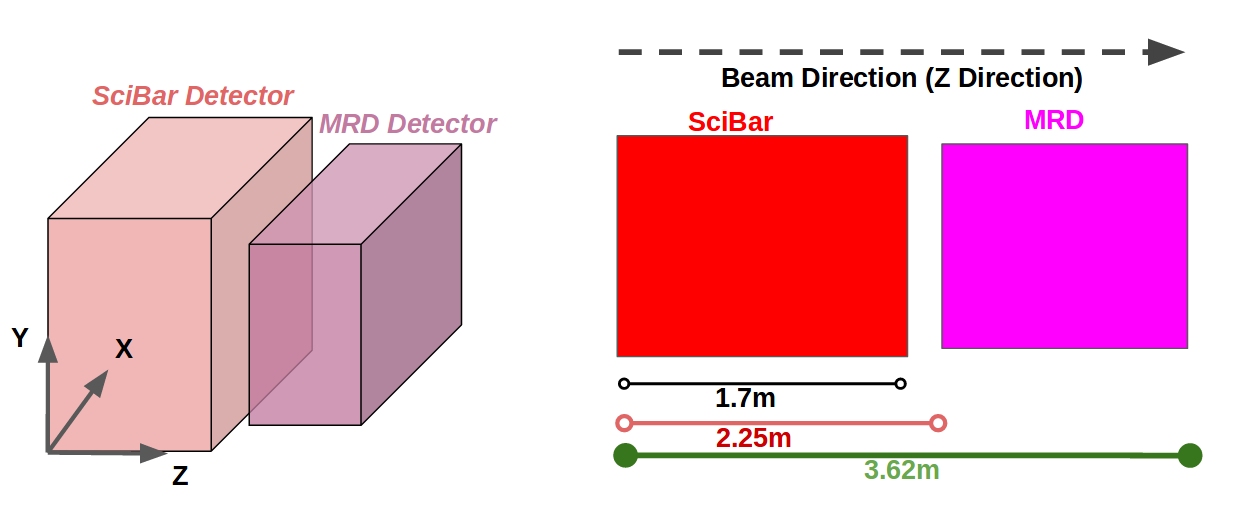 SciBar Detector
MRD Detector
Y
X
Z
Beam Direction (Z Direction)
SciBar
MRD
1.7m
2.25m
3.62m